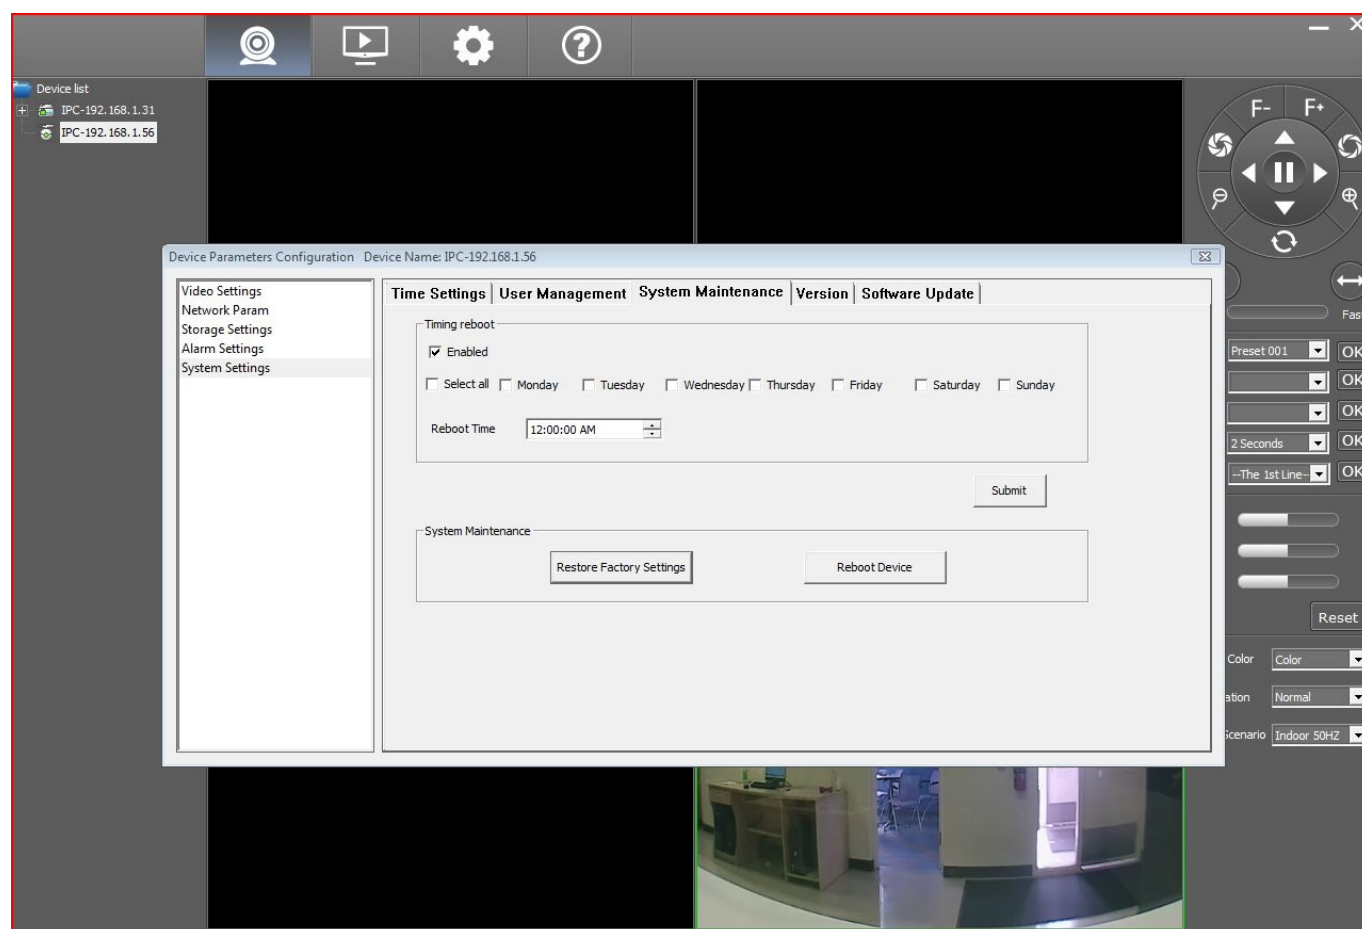 Device list
IPC-192.168.1.31
IPC-192.168.1.56
F- F+
Device Parameters Configuration Device Name: IPC-192.168.1.56
Video Settings
Network Param
Storage Settings
Alarm Settings
System Settings
Time Settings User Management System Maintenance Version Software Update
Timing reboot
Enabled
Select all Monday Tuesday Wednesday Thursday Friday Saturday Sunday
Reboot Time 12:00:00 AM
Submit
System Maintenance
Restore Factory Settings Reboot Device
Preset 001 OK
OK
OK
2 Seconds OK
--The 1st Line-- OK
Reset
Color Color
Normal
Scenario Indoor 50HZ